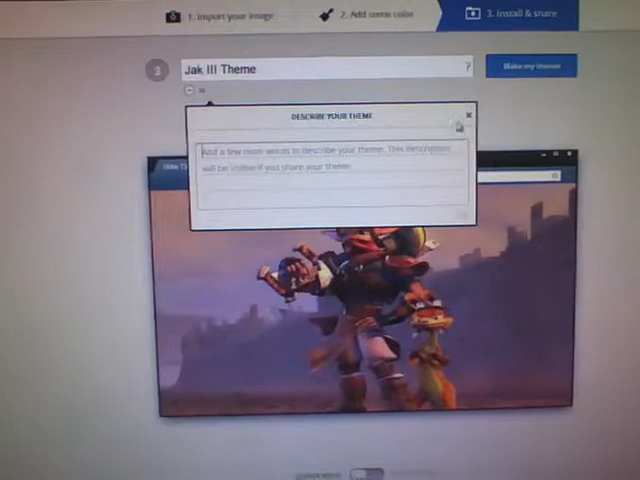 1. Import your image
2. Add some color
3. Install & share
3
Jak III Theme
?
Make my theme
DESCRIBE YOUR THEME
Add a few more words to describe your theme. This description
will be visible if you share your theme.